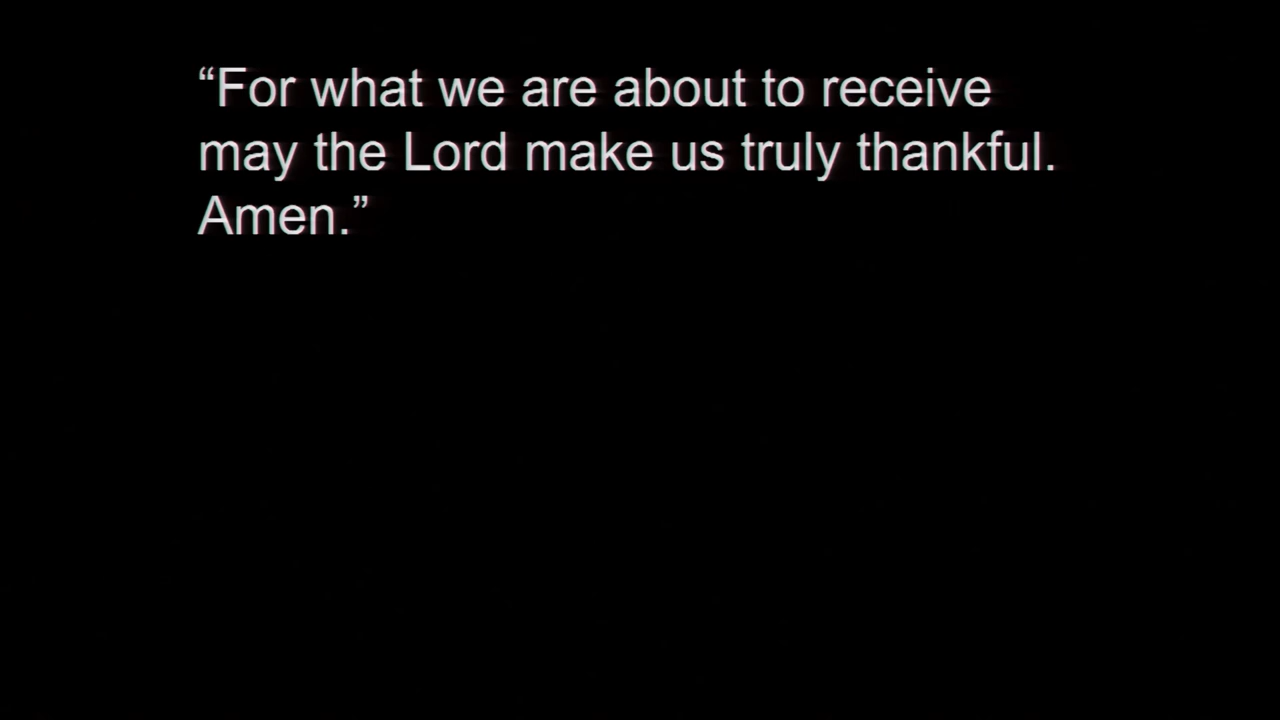 “For what we are about to receive
may the Lord make us truly thankful.
Amen.”